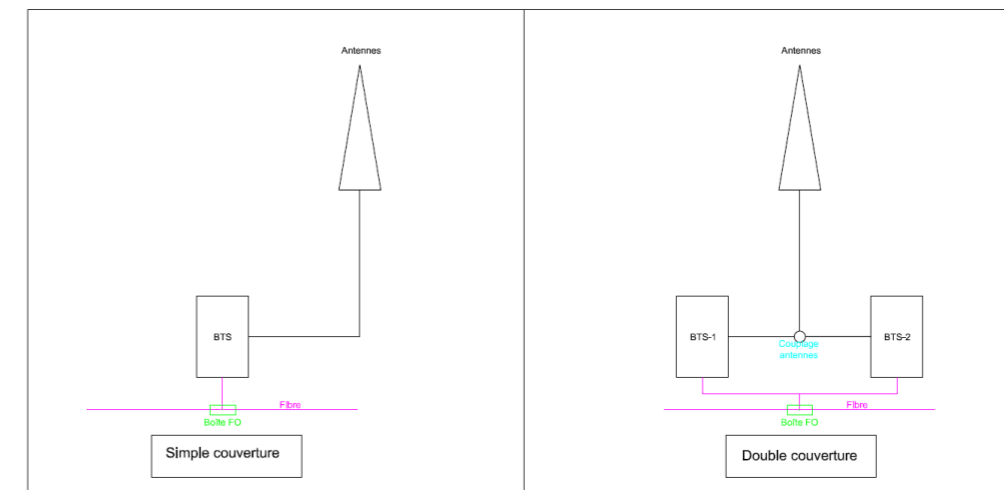 Antennes
BTS
Fibre
Boîte FO
Simple couverture
Antennes
BTS-1
BTS-2
Couplage
antennes
Fibre
Boîte FO
Double couverture